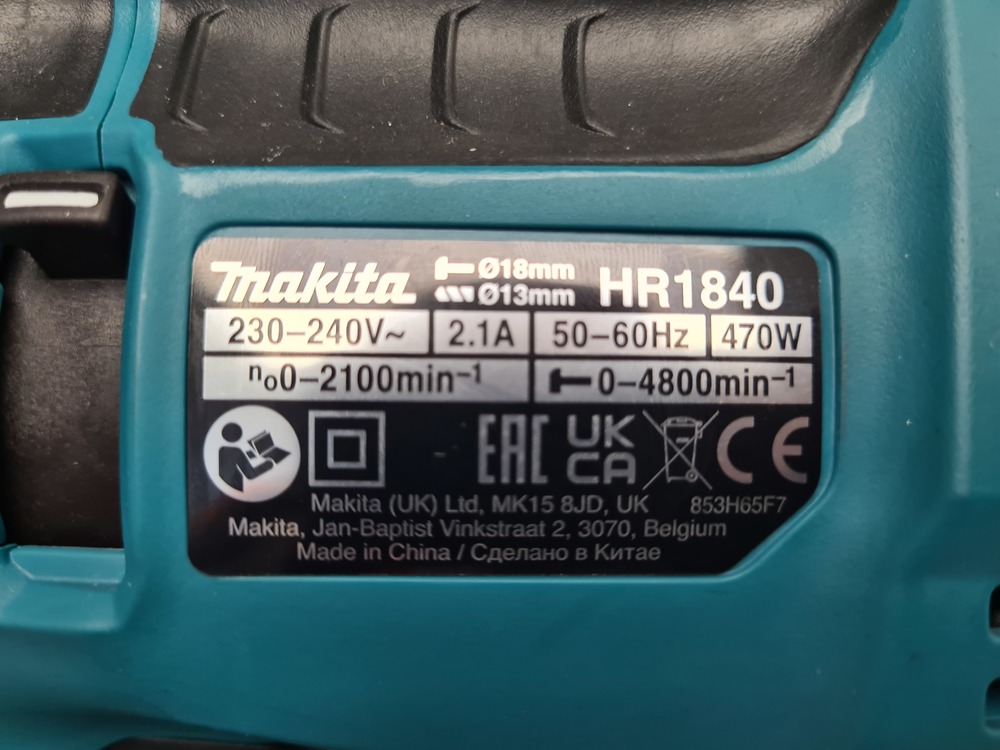 makita Ø18mm HR1840
Ø13mm
230–240V~ 2.1A 50–60Hz 470W
n₀0–2100min⁻¹ 0–4800min⁻¹
EAC UK CA CE
Makita (UK) Ltd, MK15 8JD, UK 853H65F7
Makita, Jan-Baptist Vinkstraat 2, 3070, Belgium
Made in China / Сделано в Китае